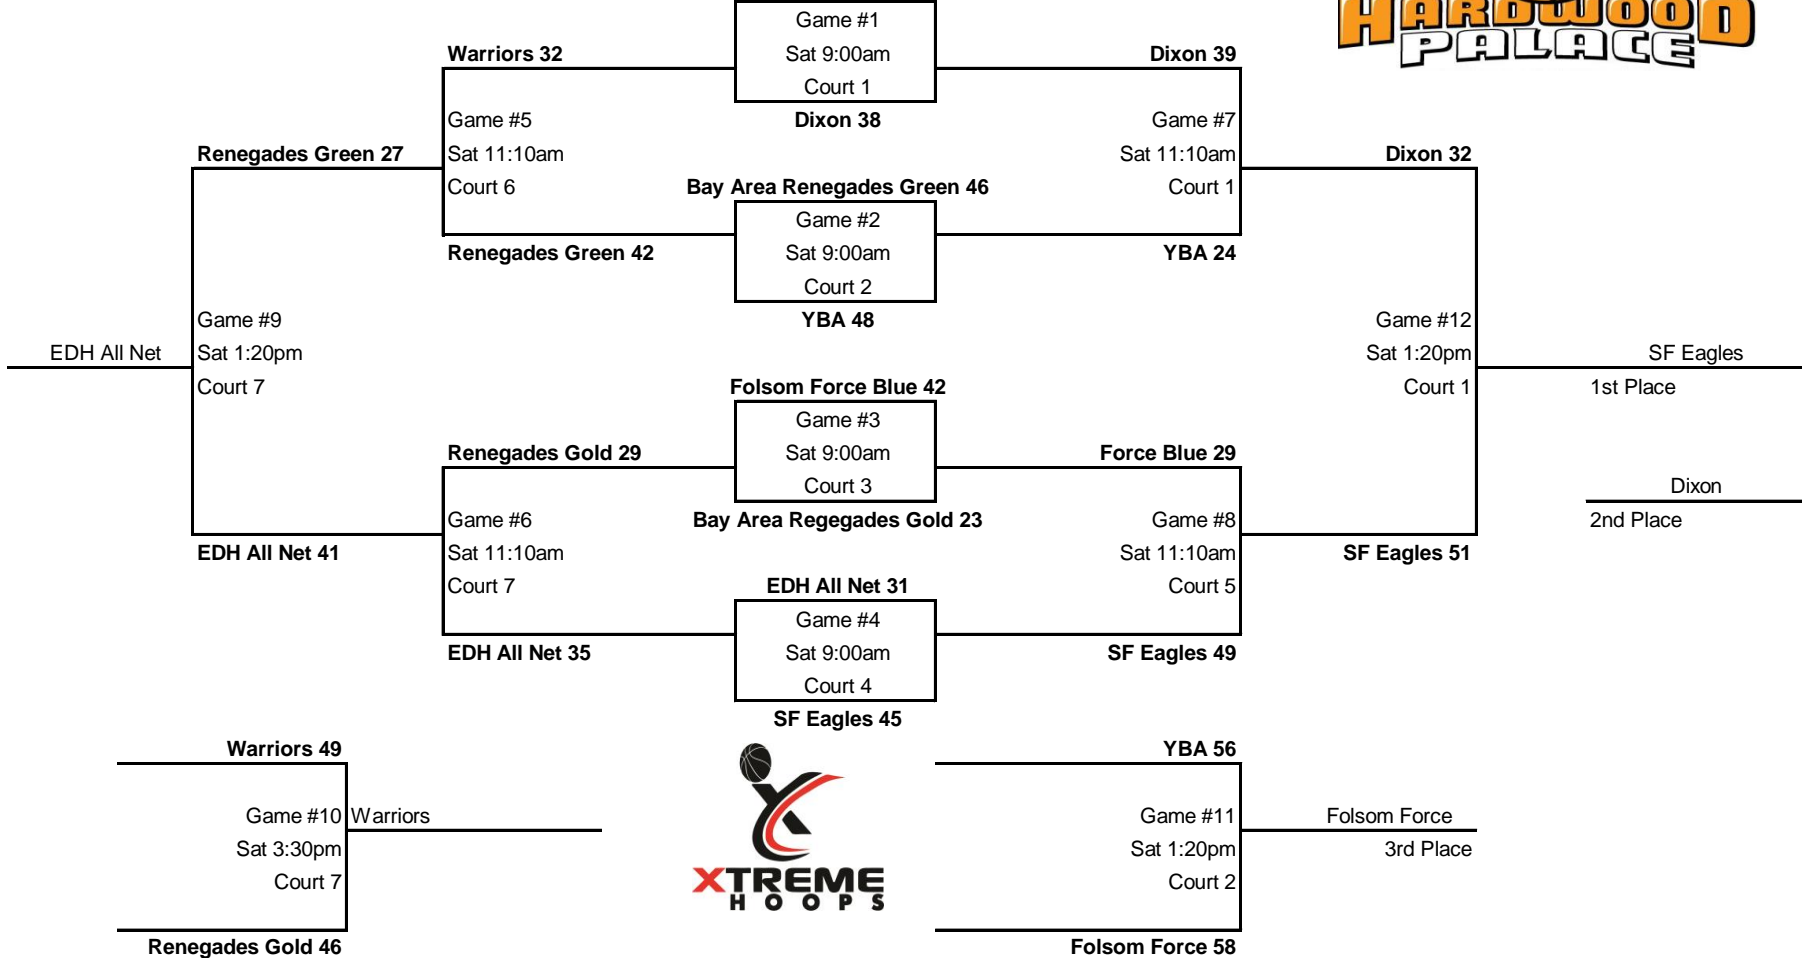 Game #1
HARDWOOD
Warriors 32
Sat 9:00am
Dixon 39
PALACE
Court 1
Game #5
Dixon 38
Game #7
Renegades Green 27
Sat 11:10am
Sat 11:10am
Dixon 32
Court 6
Bay Area Renegades Green 46
Court 1
Game #2
Renegades Green 42
Sat 9:00am
YBA 24
Court 2
Game #9
YBA 48
Game #12
EDH All Net
Sat 1:20pm
Sat 1:20pm
SF Eagles
Court 7
Folsom Force Blue 42
Court 1
1st Place
Game #3
Renegades Gold 29
Sat 9:00am
Force Blue 29
Court 3
Dixon
Game #6
Bay Area Regegades Gold 23
Game #8
2nd Place
EDH All Net 41
Sat 11:10am
Sat 11:10am
SF Eagles 51
Court 7
EDH All Net 31
Court 5
Game #4
EDH All Net 35
Sat 9:00am
SF Eagles 49
Court 4
SF Eagles 45
Warriors 49
YBA 56
Game #10
Warriors
Game #11
Folsom Force
Sat 3:30pm
Sat 1:20pm
3rd Place
Court 7
XTREME
Court 2
HOOPS
Renegades Gold 46
Folsom Force 58